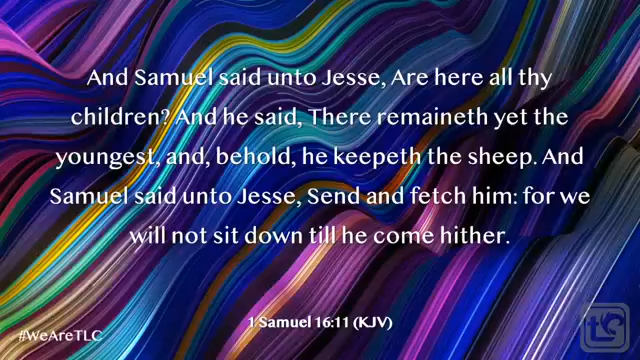 And Samuel said unto Jesse, Are here all thy
children? And he said, There remaineth yet the
youngest, and, behold, he keepeth the sheep. And
Samuel said unto Jesse, Send and fetch him: for we
will not sit down till he come hither.
1 Samuel 16:11 (KJV)
#WeAreTLC